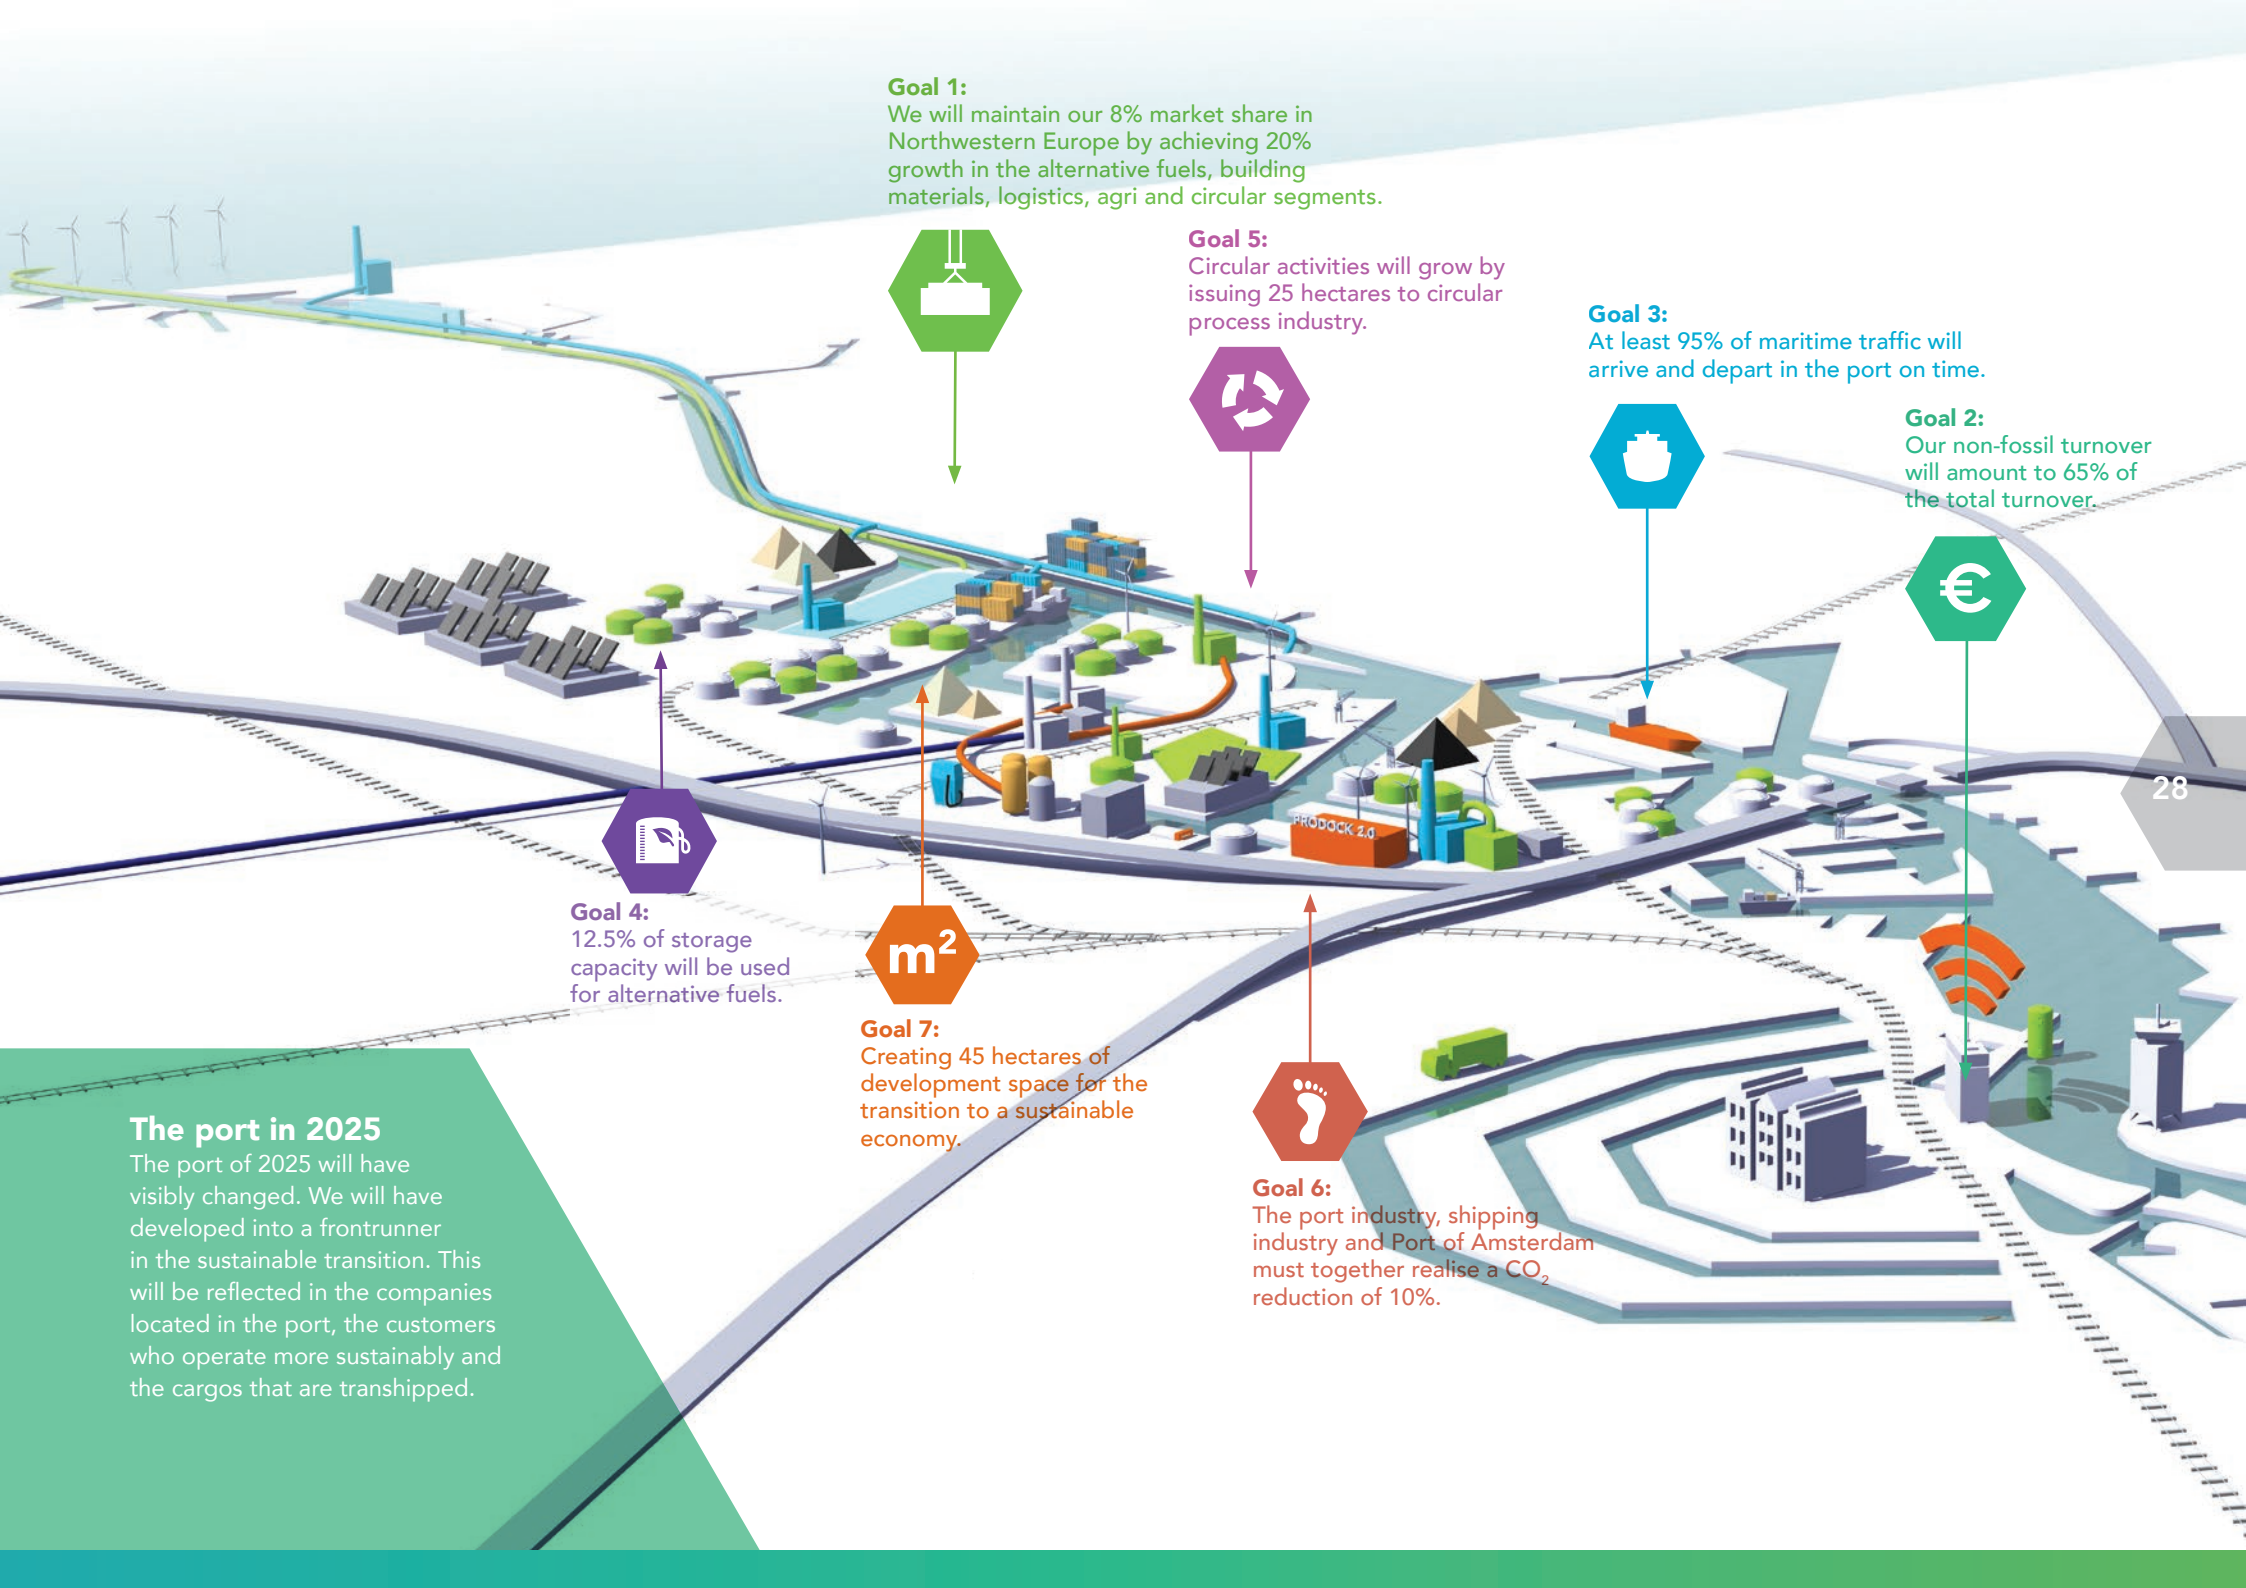 Goal 1:
We will maintain our 8% market share in
Northwestern Europe by achieving 20%
growth in the alternative fuels, building
materials, logistics, agri and circular segments.
Goal 5:
Circular activities will grow by
issuing 25 hectares to circular
process industry.
Goal 3:
At least 95% of maritime traffic will
arrive and depart in the port on time.
Goal 2:
Our non-fossil turnover
will amount to 65% of
the total turnover.
€
28
PRODOCK 2.0
Goal 4:
12.5% of storage
capacity will be used
for alternative fuels.
m²
Goal 7:
Creating 45 hectares of
development space for the
transition to a sustainable
economy.
Goal 6:
The port industry, shipping
industry and Port of Amsterdam
must together realise a CO₂
reduction of 10%.
The port in 2025
The port of 2025 will have
visibly changed. We will have
developed into a frontrunner
in the sustainable transition. This
will be reflected in the companies
located in the port, the customers
who operate more sustainably and
the cargos that are transhipped.